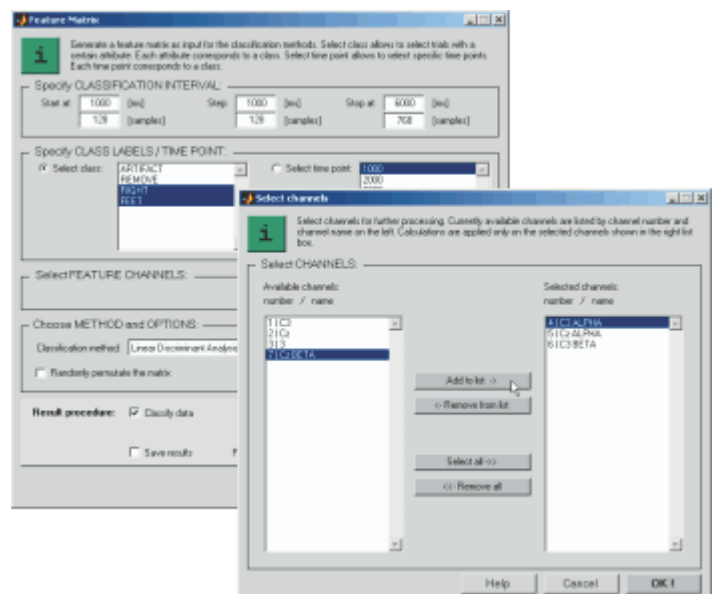 Feature Matrix
Generate a feature matrix as input for the classification methods. Select class allows to select trials with a
certain attribute. Each attribute corresponds to a class. Select time point allows to select specific time points.
Each time point corresponds to a class.
Specify CLASSIFICATION INTERVAL:
Start at 1000 [ms] Step 1000 [ms] Stop at 6000 [ms]
128 [samples] 128 [samples] 768 [samples]
Specify CLASS LABELS / TIME POINT:
Select class: ARTIFACT
REMOVE
RIGHT
FEET
Select time point: 1000
2000
Select FEATURE CHANNELS:
Choose METHOD and OPTIONS:
Classification method: Linear Discriminant Analysis
Randomly permutate the matrix
Result procedure: Classify data
Save results
Select channels
Select channels for further processing. Currently available channels are listed by channel number and
channel name on the left. Calculations are applied only on the selected channels shown in the right list
box.
Select CHANNELS:
Available channels:
number / name
1 | C3
2 | Cz
3 | 3
7 | Cz BETA
Add to list ->
<- Remove from list
Select all ->>
<<- Remove all
Selected channels:
number / name
4 | C3 ALPHA
5 | Cz ALPHA
6 | C3 BETA
Help Cancel OK !